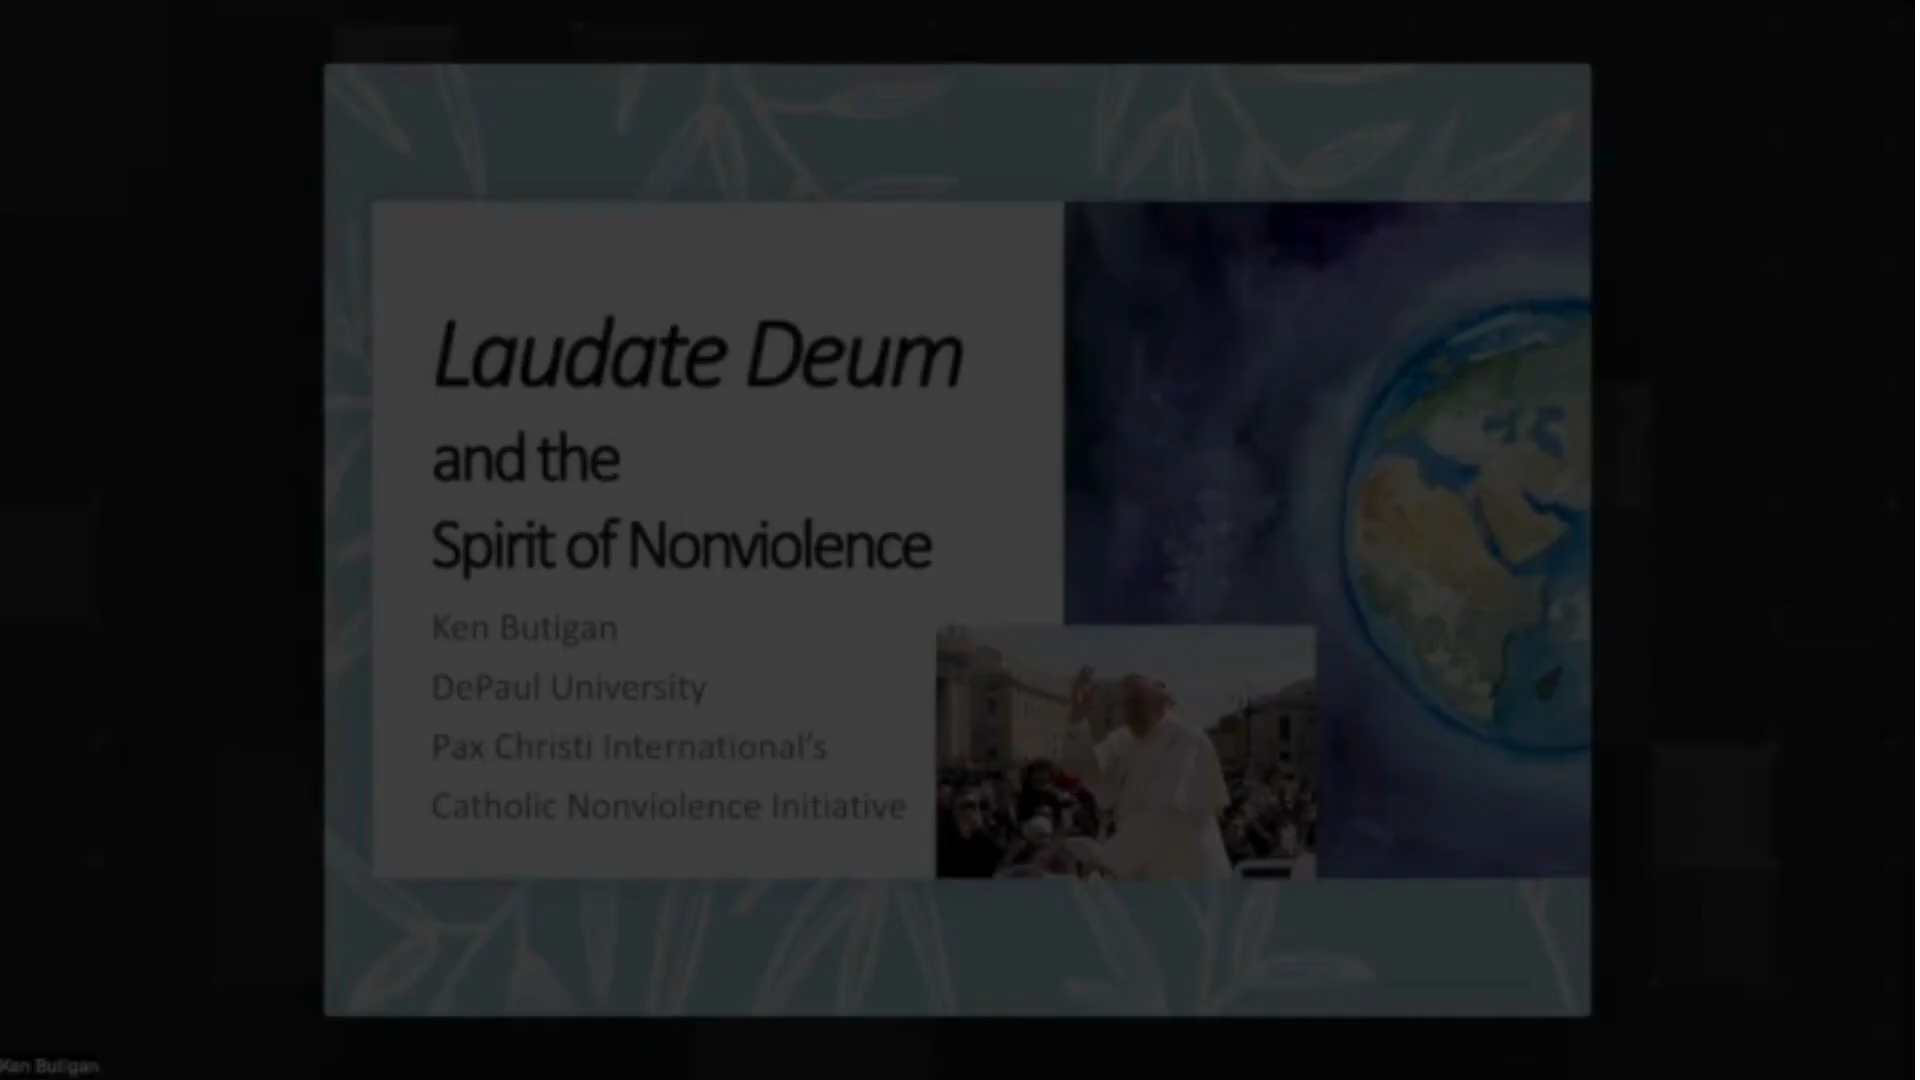 Laudate Deum
and the
Spirit of Nonviolence
Ken Butigan
DePaul University
Pax Christi International's
Catholic Nonviolence Initiative
Ken Butigan